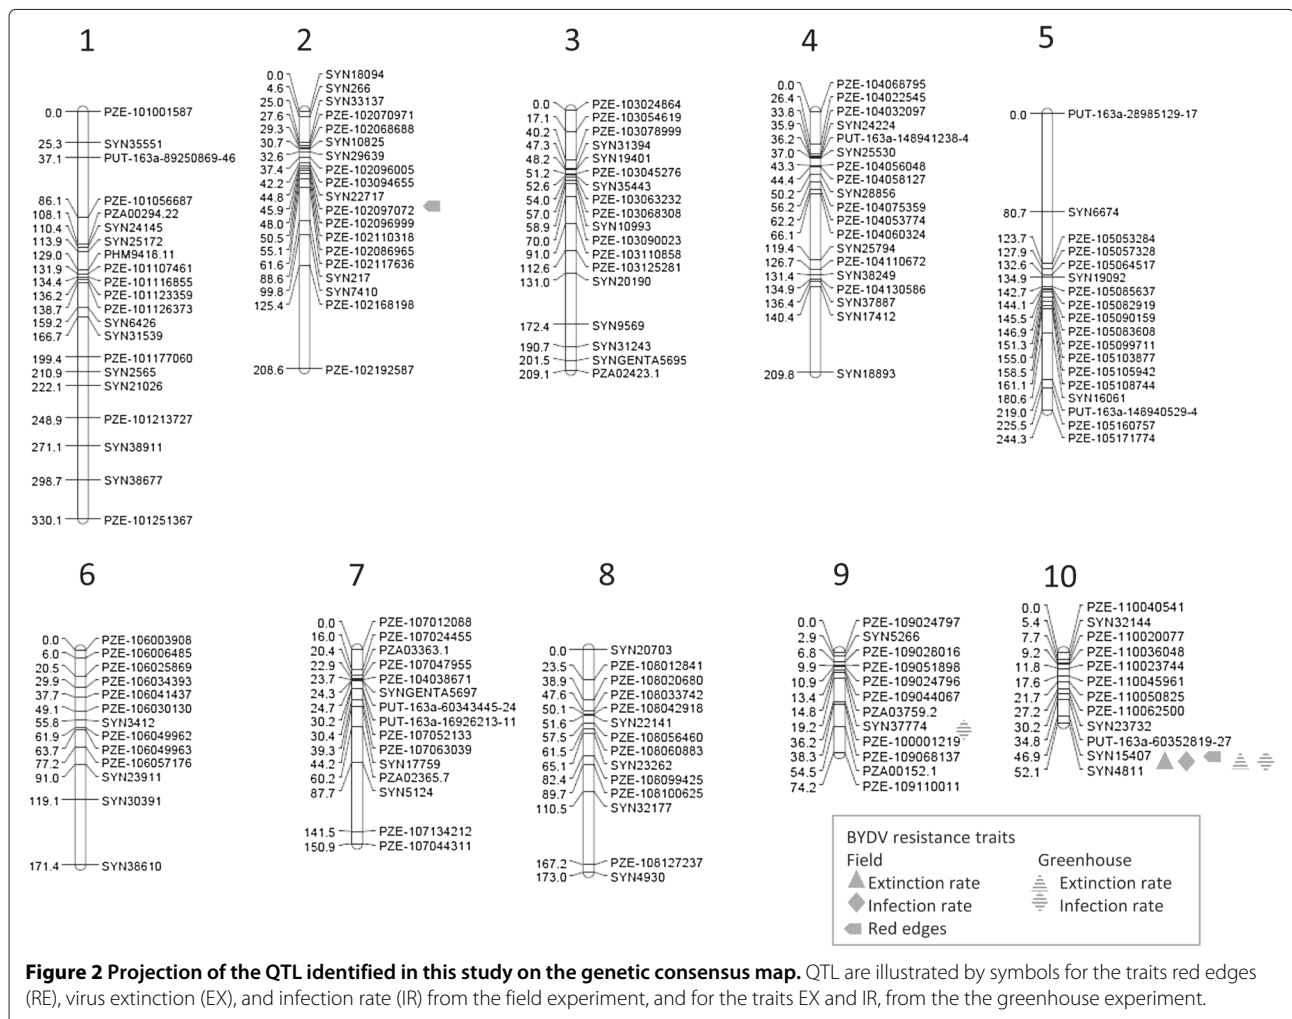 1
0.0 PZE-101001587
25.3 SYN35551
37.1 PUT-163a-89250869-46
86.1 PZE-101056687
108.1 PZA00294.22
110.4 SYN24145
113.9 SYN25172
129.0 PHM9418.11
131.9 PZE-101107461
134.4 PZE-101116855
136.2 PZE-101123359
138.7 PZE-101126373
159.2 SYN6426
166.7 SYN31539
199.4 PZE-101177060
210.9 SYN2565
222.1 SYN21026
248.9 PZE-101213727
271.1 SYN38911
298.7 SYN38677
330.1 PZE-101251367
2
0.0 SYN18094
4.6 SYN266
25.0 SYN33137
27.6 PZE-102070971
29.3 PZE-102068688
30.7 SYN10825
32.6 SYN29639
37.4 PZE-102096005
42.2 PZE-103094655
44.8 SYN22717
45.9 PZE-102097072
48.0 PZE-102096999
50.5 PZE-102110318
55.1 PZE-102086965
61.6 PZE-102117636
88.6 SYN217
99.8 SYN7410
125.4 PZE-102168198
208.6 PZE-102192587
3
0.0 PZE-103024864
17.1 PZE-103054619
40.2 PZE-103078999
47.3 SYN31394
48.2 SYN19401
51.2 PZE-103045276
52.6 SYN35443
54.0 PZE-103063232
57.0 PZE-103068308
58.9 SYN10993
70.0 PZE-103090023
91.0 PZE-103110858
112.6 PZE-103125281
131.0 SYN20190
172.4 SYN9569
190.7 SYN31243
201.5 SYNGENTA5695
209.1 PZA02423.1
4
0.0 PZE-104068795
26.4 PZE-104022545
33.8 PZE-104032097
35.9 SYN24224
36.2 PUT-163a-148941238-4
37.0 SYN25530
43.3 PZE-104056048
44.4 PZE-104058127
50.2 SYN28856
56.2 PZE-104075359
62.2 PZE-104053774
66.1 PZE-104060324
119.4 SYN25794
126.7 PZE-104110672
131.4 SYN38249
134.9 PZE-104130586
136.4 SYN37887
140.4 SYN17412
209.8 SYN18893
5
0.0 PUT-163a-28985129-17
80.7 SYN6674
123.7 PZE-105053284
127.9 PZE-105057328
132.6 PZE-105064517
134.9 SYN19092
142.7 PZE-105085637
144.1 PZE-105082919
145.5 PZE-105090159
146.9 PZE-105083608
151.3 PZE-105099711
155.0 PZE-105103877
158.5 PZE-105105942
161.1 PZE-105108744
180.6 SYN16061
219.0 PUT-163a-148940529-4
225.5 PZE-105160757
244.3 PZE-105171774
6
0.0 PZE-106003908
6.0 PZE-106006485
20.5 PZE-106025869
29.9 PZE-106034393
37.7 PZE-106041437
49.1 PZE-106030130
55.8 SYN3412
61.9 PZE-106049962
63.7 PZE-106049963
77.2 PZE-106057176
91.0 SYN23911
119.1 SYN30391
171.4 SYN38610
7
0.0 PZE-107012088
16.0 PZE-107024455
20.4 PZA03363.1
22.9 PZE-107047955
23.7 PZE-104038671
24.3 SYNGENTA5697
24.7 PUT-163a-60343445-24
30.2 PUT-163a-16926213-11
30.4 PZE-107052133
39.3 PZE-107063039
44.2 SYN17759
60.2 PZA02365.7
87.7 SYN5124
141.5 PZE-107134212
150.9 PZE-107044311
8
0.0 SYN20703
23.5 PZE-108012841
38.9 PZE-108020680
47.6 PZE-108033742
50.1 PZE-108042918
51.6 SYN22141
57.5 PZE-108056460
61.5 PZE-108060883
65.1 SYN23262
82.4 PZE-108099425
89.7 PZE-108100625
110.5 SYN32177
167.2 PZE-108127237
173.0 SYN4930
9
0.0 PZE-109024797
2.9 SYN5266
6.8 PZE-109028016
9.9 PZE-109051898
10.9 PZE-109024796
13.4 PZE-109044067
14.8 PZA03759.2
19.2 SYN37774
36.2 PZE-100001219
38.3 PZE-109068137
54.5 PZA00152.1
74.2 PZE-109110011
10
0.0 PZE-110040541
5.4 SYN32144
7.7 PZE-110020077
9.2 PZE-110036048
11.8 PZE-110023744
17.6 PZE-110045961
21.7 PZE-110050825
27.2 PZE-110062500
30.2 SYN23732
34.8 PUT-163a-60352819-27
46.9 SYN15407
52.1 SYN4811
BYDV resistance traits
Field Greenhouse
Extinction rate Extinction rate
Infection rate Infection rate
Red edges
Figure 2 Projection of the QTL identified in this study on the genetic consensus map. QTL are illustrated by symbols for the traits red edges
(RE), virus extinction (EX), and infection rate (IR) from the field experiment, and for the traits EX and IR, from the the greenhouse experiment.